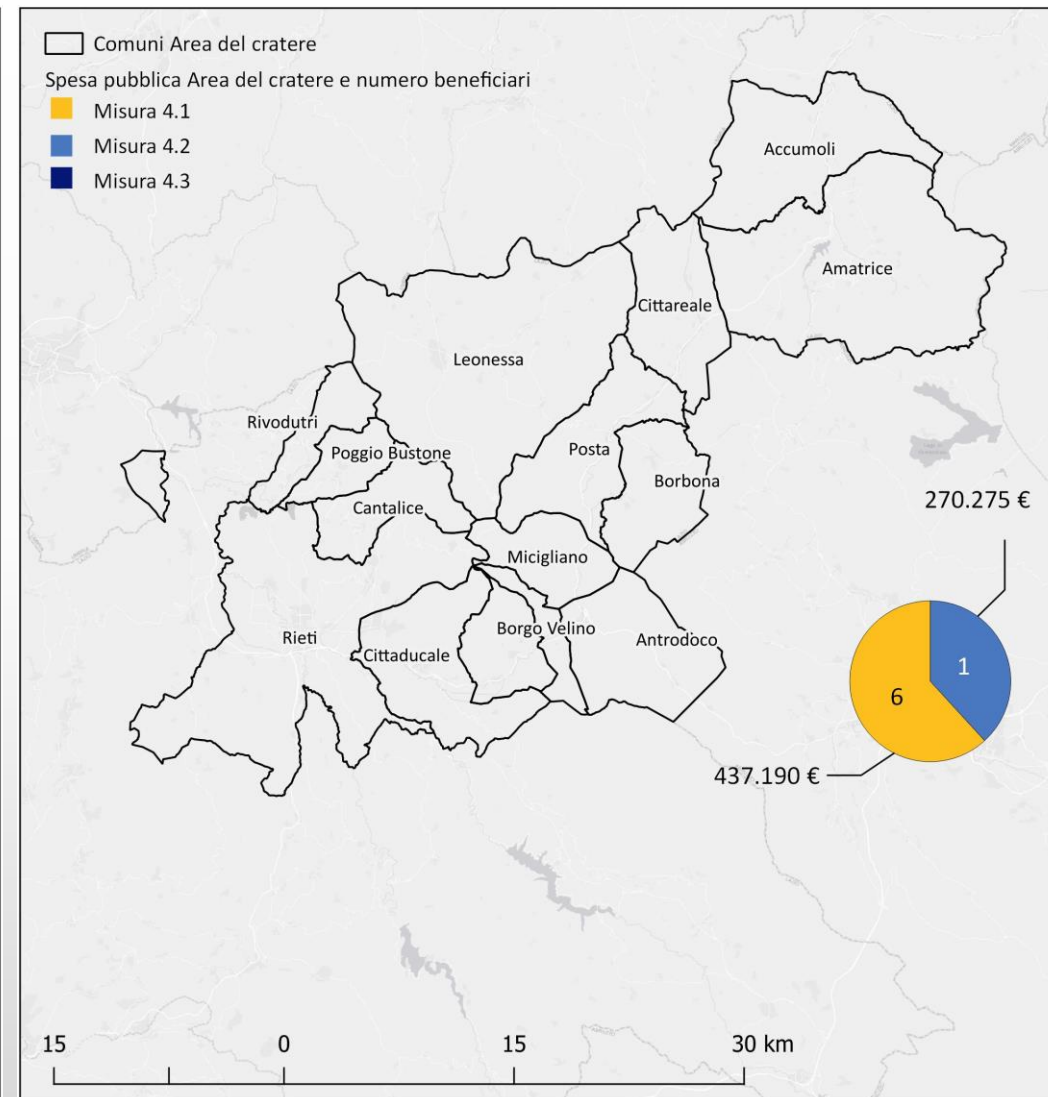 Comuni Area del cratere
Spesa pubblica Area del cratere e numero beneficiari
Misura 4.1
Misura 4.2
Misura 4.3
Accumoli
Amatrice
Cittareale
Leonessa
Rivodutri
Poggio Bustone
Posta
Borbona
Cantalice
270.275 €
Micigliano
Borgo Velino
Antrodoco
Rieti
Cittaducale
1
6
437.190 €
15 0 15 30 km